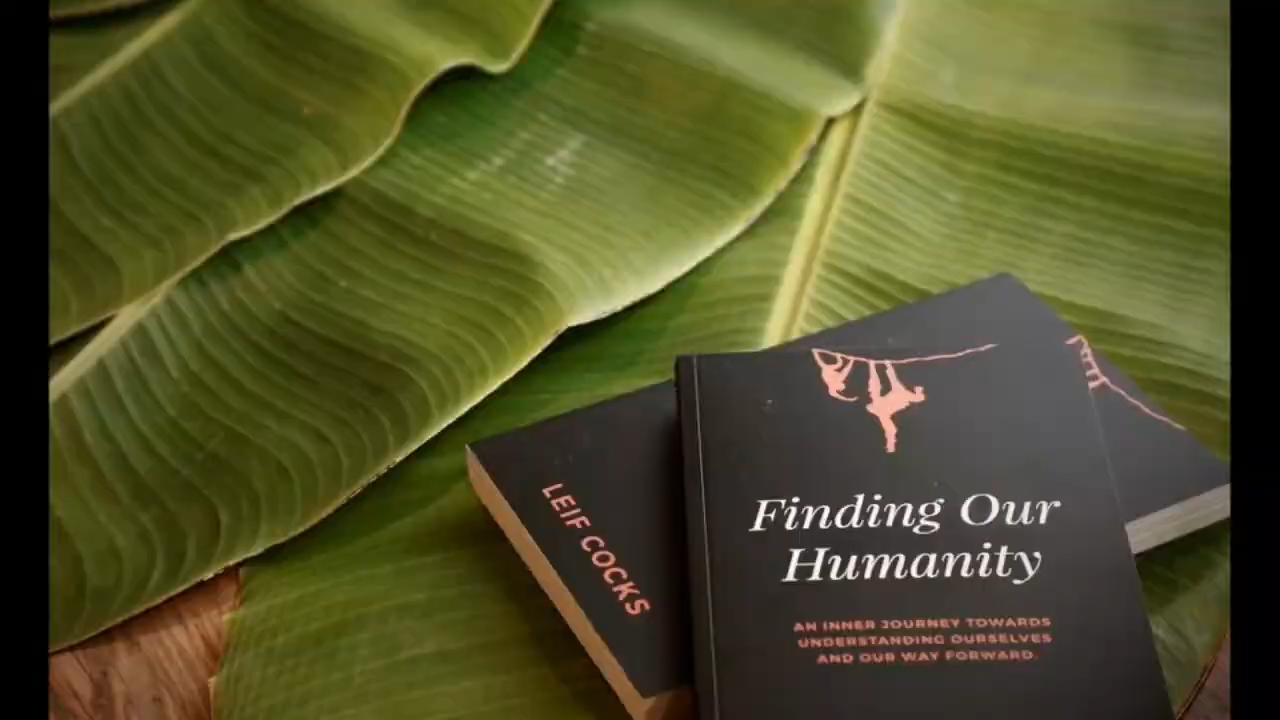 LEIF COCKS
Finding Our
Humanity
AN INNER JOURNEY TOWARDS
UNDERSTANDING OURSELVES
AND OUR WAY FORWARD.